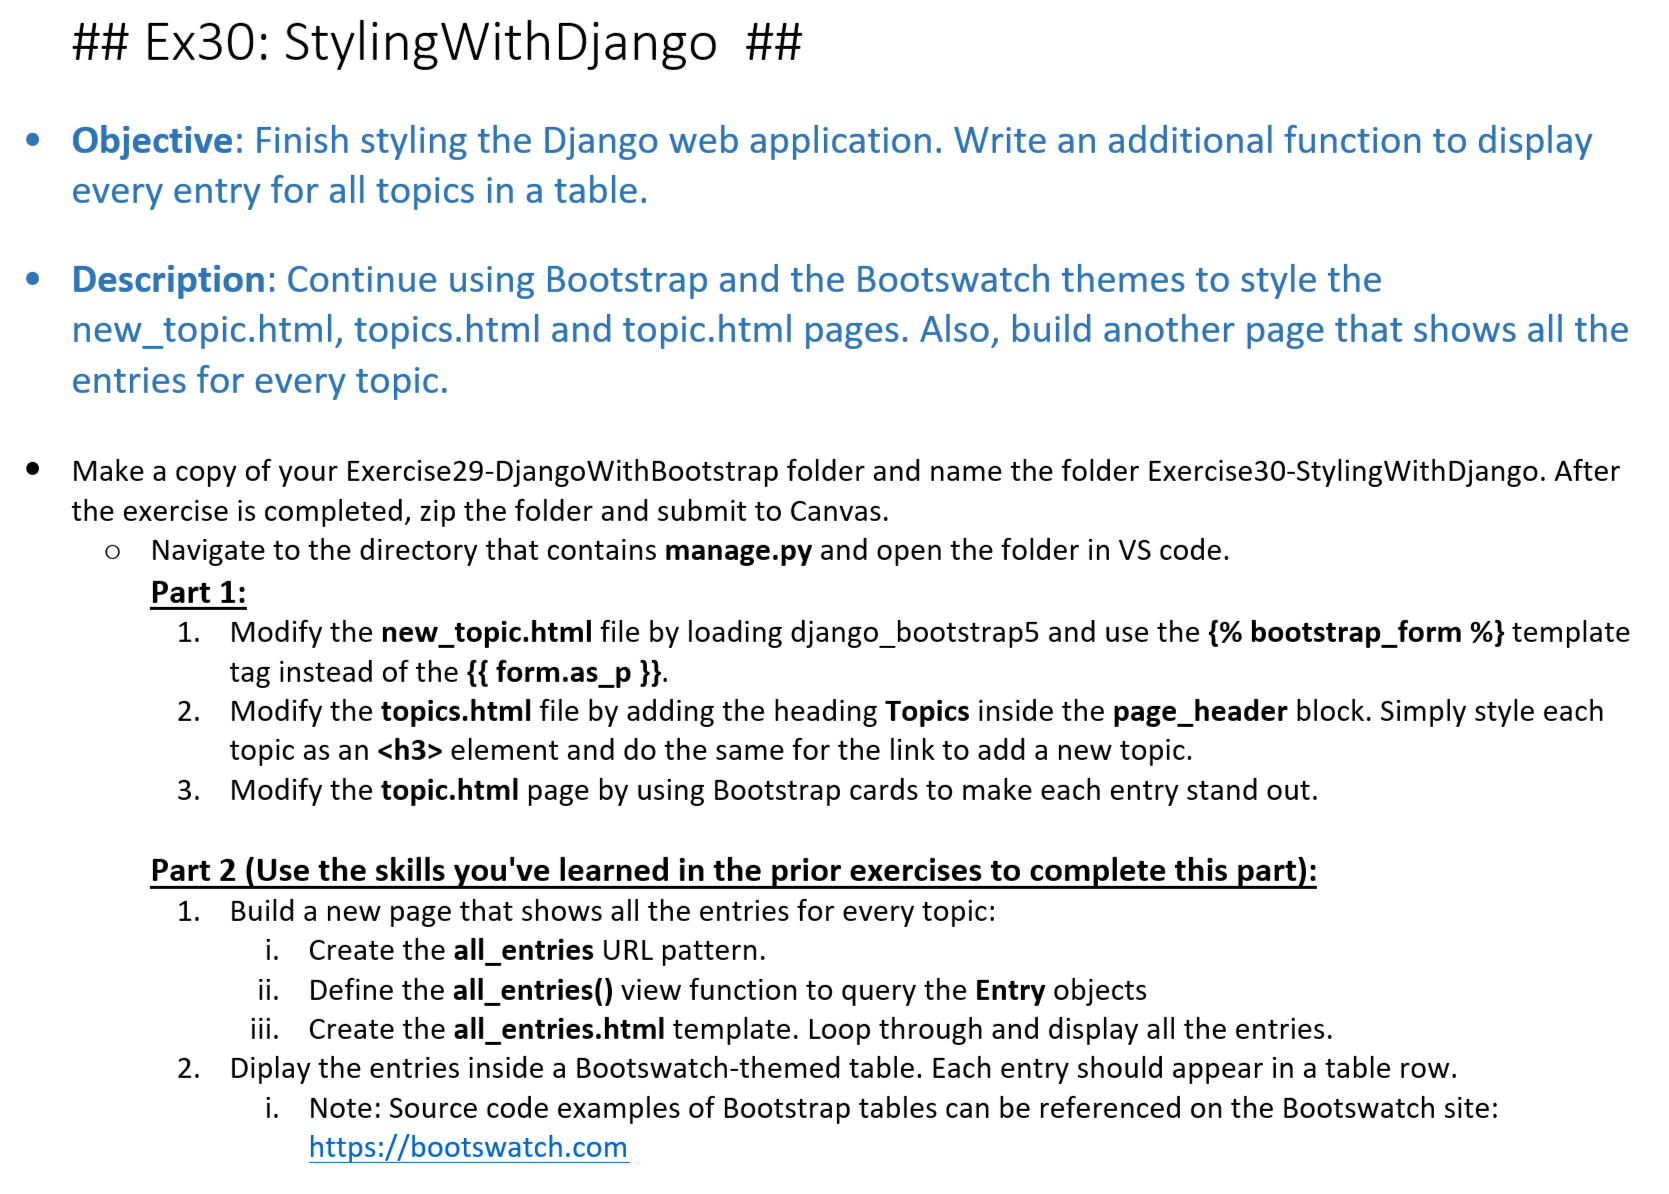 ## Ex30: StylingWithDjango ##
• Objective: Finish styling the Django web application. Write an additional function to display
every entry for all topics in a table.
• Description: Continue using Bootstrap and the Bootswatch themes to style the
new_topic.html, topics.html and topic.html pages. Also, build another page that shows all the
entries for every topic.
• Make a copy of your Exercise29-DjangoWithBootstrap folder and name the folder Exercise30-StylingWithDjango. After
the exercise is completed, zip the folder and submit to Canvas.
o Navigate to the directory that contains manage.py and open the folder in VS code.
Part 1:
1. Modify the new_topic.html file by loading django_bootstrap5 and use the {% bootstrap_form %} template
tag instead of the {{ form.as_p }}.
2. Modify the topics.html file by adding the heading Topics inside the page_header block. Simply style each
topic as an <h3> element and do the same for the link to add a new topic.
3. Modify the topic.html page by using Bootstrap cards to make each entry stand out.
Part 2 (Use the skills you've learned in the prior exercises to complete this part):
1. Build a new page that shows all the entries for every topic:
i. Create the all_entries URL pattern.
ii. Define the all_entries() view function to query the Entry objects
iii. Create the all_entries.html template. Loop through and display all the entries.
2. Diplay the entries inside a Bootswatch-themed table. Each entry should appear in a table row.
i. Note: Source code examples of Bootstrap tables can be referenced on the Bootswatch site:
https://bootswatch.com